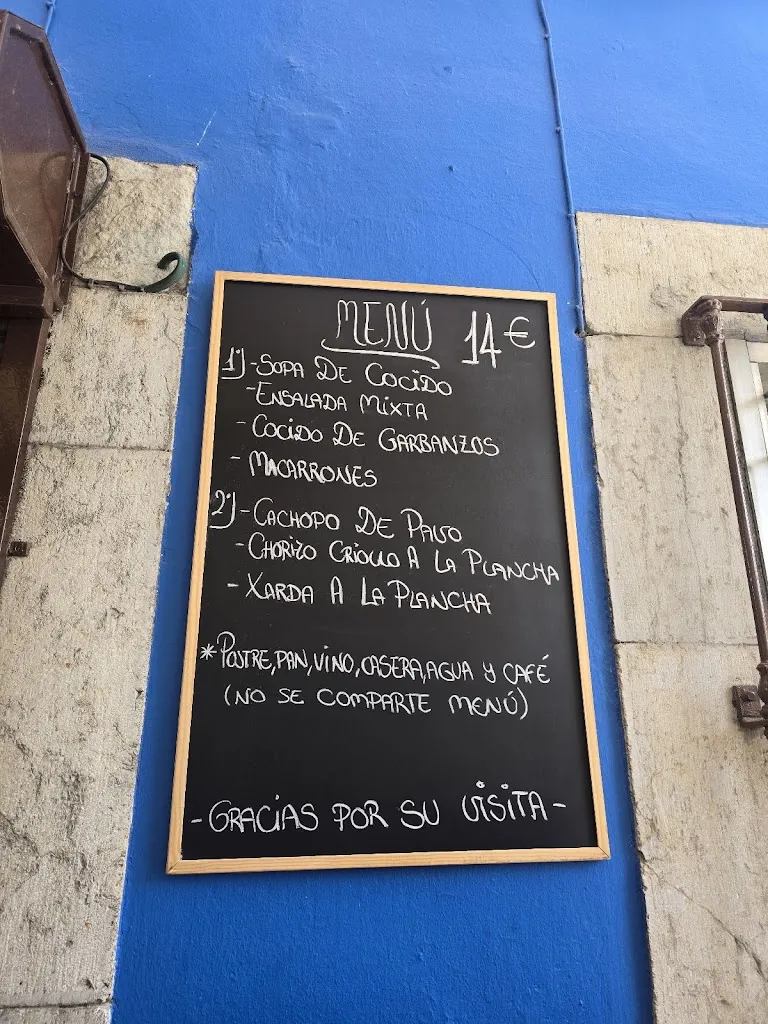 MENÚ 14€
1º)-SOPA DE COCIDO
-ENSALADA MIXTA
-COCIDO DE GARBANZOS
-MACARRONES
2º)-CACHOPO DE PAVO
-CHORIZO CRIOLLO A LA PLANCHA
-XARDA A LA PLANCHA
*POSTRE,PAN,VINO,CASERA,AGUA Y CAFÉ
(NO SE COMPARTE MENÚ)
-GRACIAS POR SU VISITA-